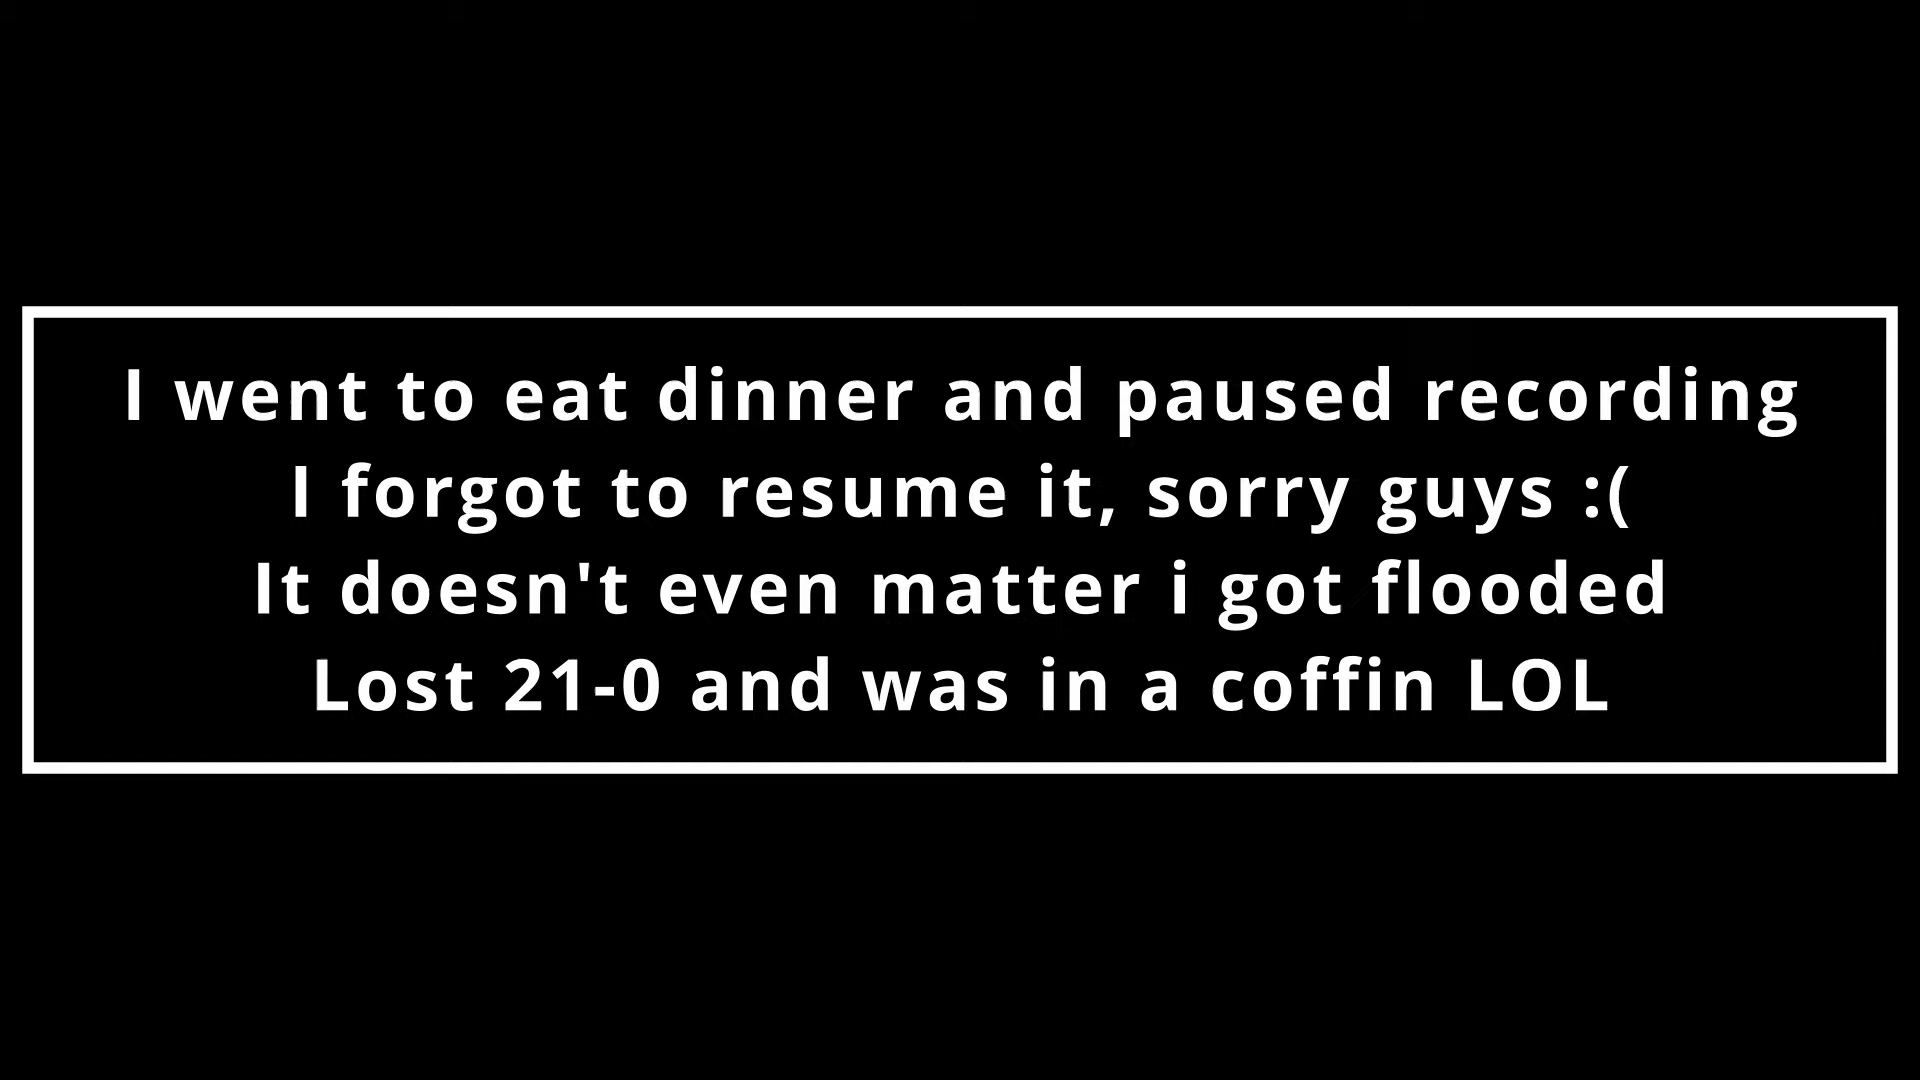 I went to eat dinner and paused recording
I forgot to resume it, sorry guys :(
It doesn't even matter i got flooded
Lost 21-0 and was in a coffin LOL